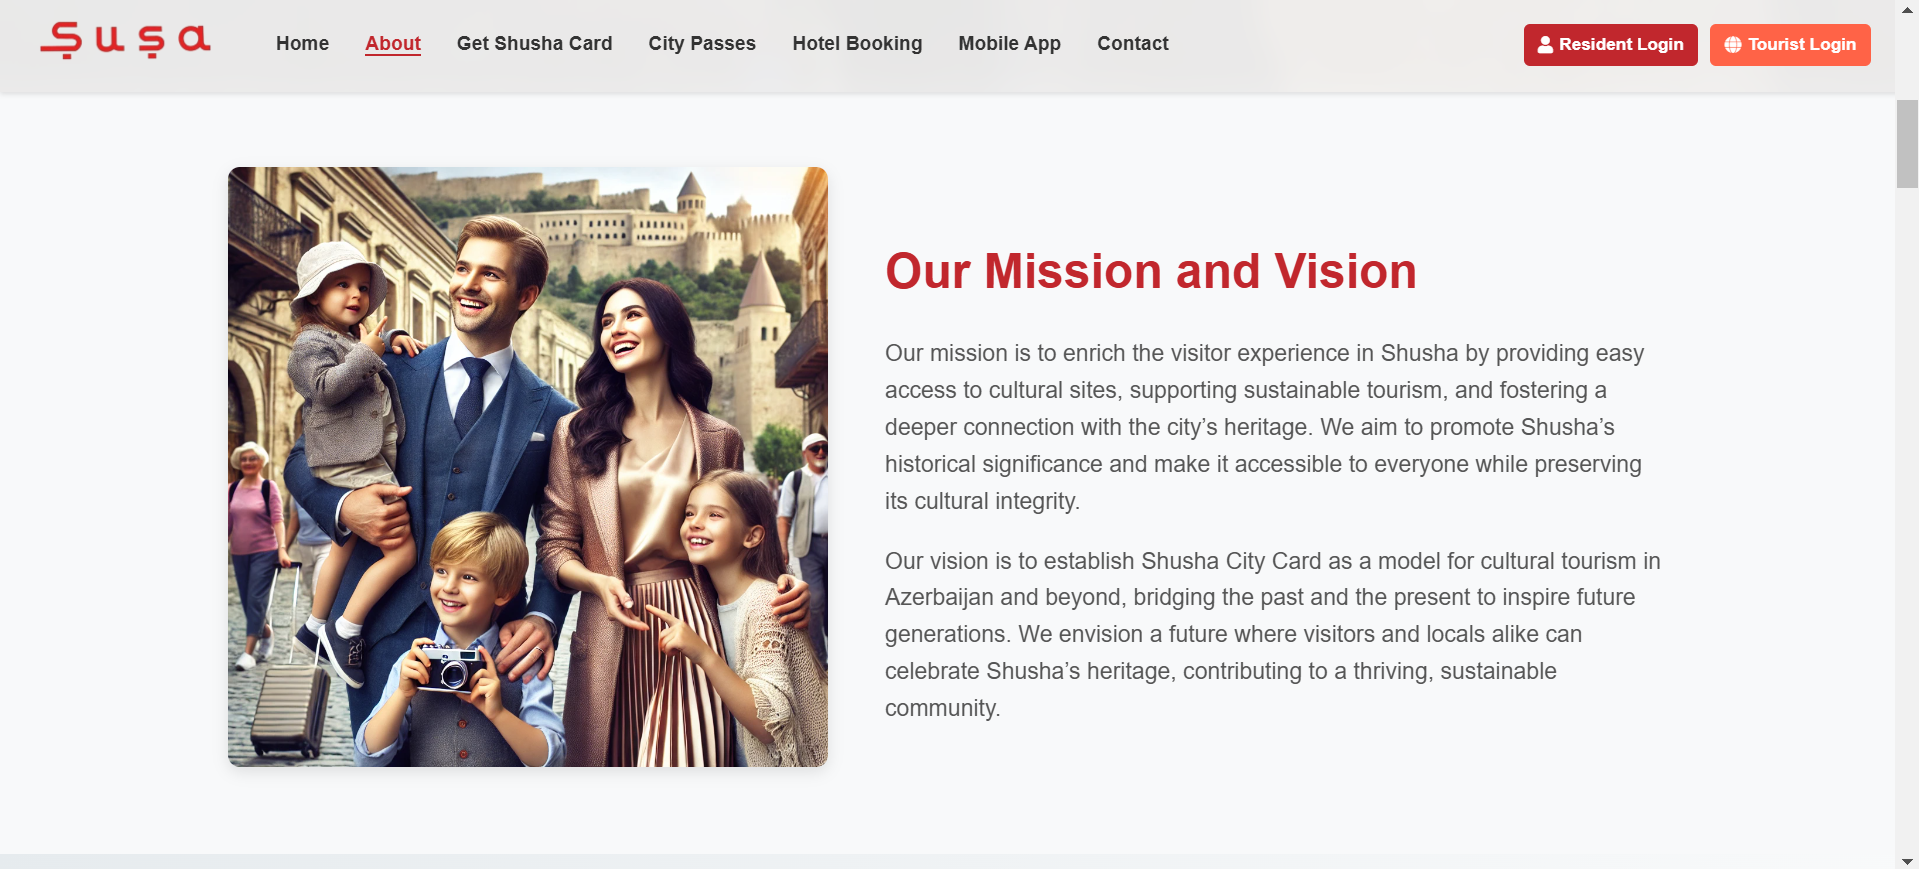 Şuşa
Home
About
Get Shusha Card
City Passes
Hotel Booking
Mobile App
Contact
Resident Login
Tourist Login
Our Mission and Vision
Our mission is to enrich the visitor experience in Shusha by providing easy
access to cultural sites, supporting sustainable tourism, and fostering a
deeper connection with the city’s heritage. We aim to promote Shusha’s
historical significance and make it accessible to everyone while preserving
its cultural integrity.
Our vision is to establish Shusha City Card as a model for cultural tourism in
Azerbaijan and beyond, bridging the past and the present to inspire future
generations. We envision a future where visitors and locals alike can
celebrate Shusha’s heritage, contributing to a thriving, sustainable
community.